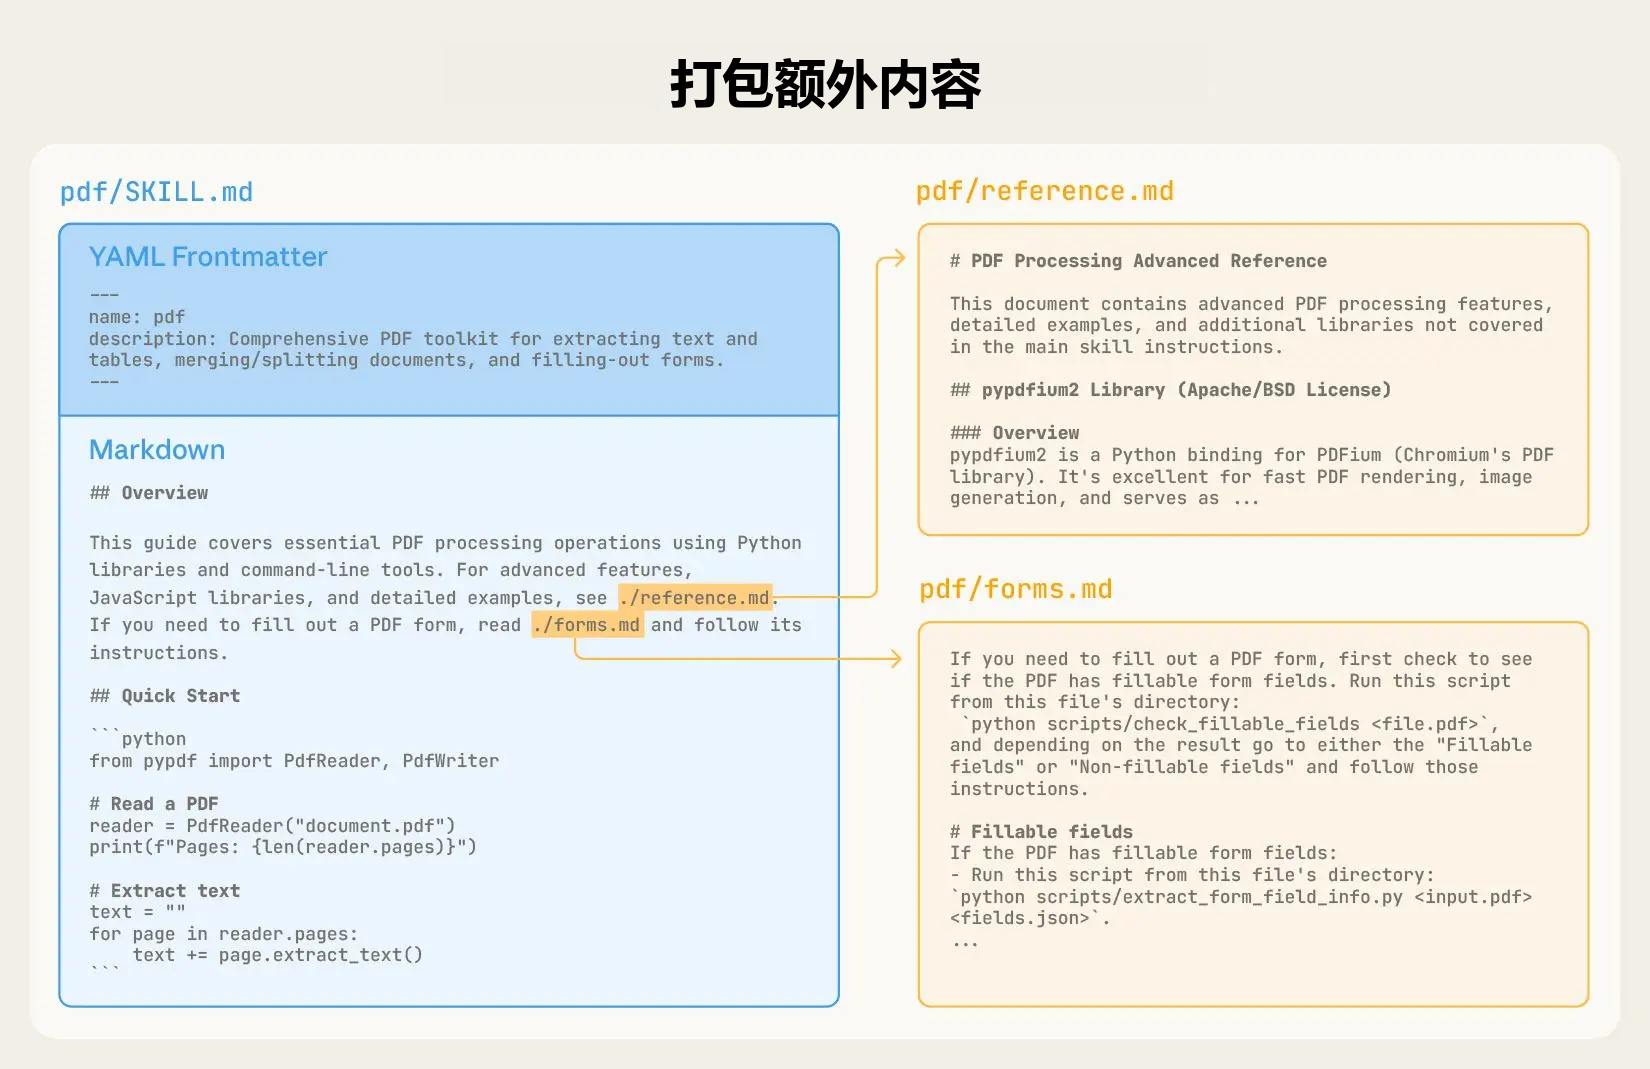 打包额外内容
pdf/SKILL.md
YAML Frontmatter
---
name: pdf
description: Comprehensive PDF toolkit for extracting text and
tables, merging/splitting documents, and filling-out forms.
---
Markdown
## Overview
This guide covers essential PDF processing operations using Python
libraries and command-line tools. For advanced features,
JavaScript libraries, and detailed examples, see ./reference.md.
If you need to fill out a PDF form, read ./forms.md and follow its
instructions.
## Quick Start
```python
from pypdf import PdfReader, PdfWriter
# Read a PDF
reader = PdfReader("document.pdf")
print(f"Pages: {len(reader.pages)}")
# Extract text
text = ""
for page in reader.pages:
    text += page.extract_text()
```
pdf/reference.md
# PDF Processing Advanced Reference
This document contains advanced PDF processing features,
detailed examples, and additional libraries not covered
in the main skill instructions.
## pypdfium2 Library (Apache/BSD License)
### Overview
pypdfium2 is a Python binding for PDFium (Chromium's PDF
library). It's excellent for fast PDF rendering, image
generation, and serves as ...
pdf/forms.md
If you need to fill out a PDF form, first check to see
if the PDF has fillable form fields. Run this script
from this file's directory:
`python scripts/check_fillable_fields <file.pdf>`,
and depending on the result go to either the "Fillable
fields" or "Non-fillable fields" and follow those
instructions.
# Fillable fields
If the PDF has fillable form fields:
- Run this script from this file's directory:
`python scripts/extract_form_field_info.py <input.pdf>
<fields.json>`.
...